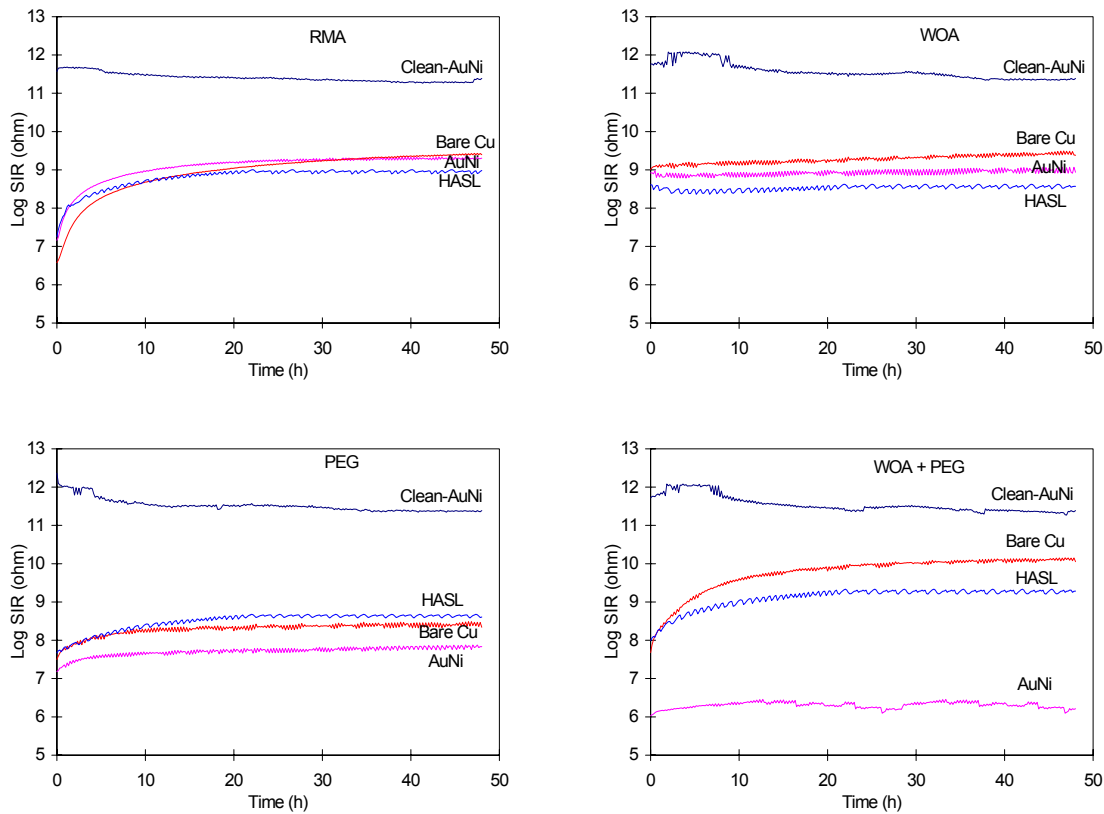 RMA
Log SIR (ohm)
13
12
11
10
9
8
7
6
5
Clean-AuNi
Bare Cu
AuNi
HASL
0 10 20 30 40 50
Time (h)
WOA
Log SIR (ohm)
13
12
11
10
9
8
7
6
5
Clean-AuNi
Bare Cu
AuNi
HASL
0 10 20 30 40 50
Time (h)
PEG
Log SIR (ohm)
13
12
11
10
9
8
7
6
5
Clean-AuNi
HASL
Bare Cu
AuNi
0 10 20 30 40 50
Time (h)
WOA + PEG
Log SIR (ohm)
13
12
11
10
9
8
7
6
5
Clean-AuNi
Bare Cu
HASL
AuNi
0 10 20 30 40 50
Time (h)